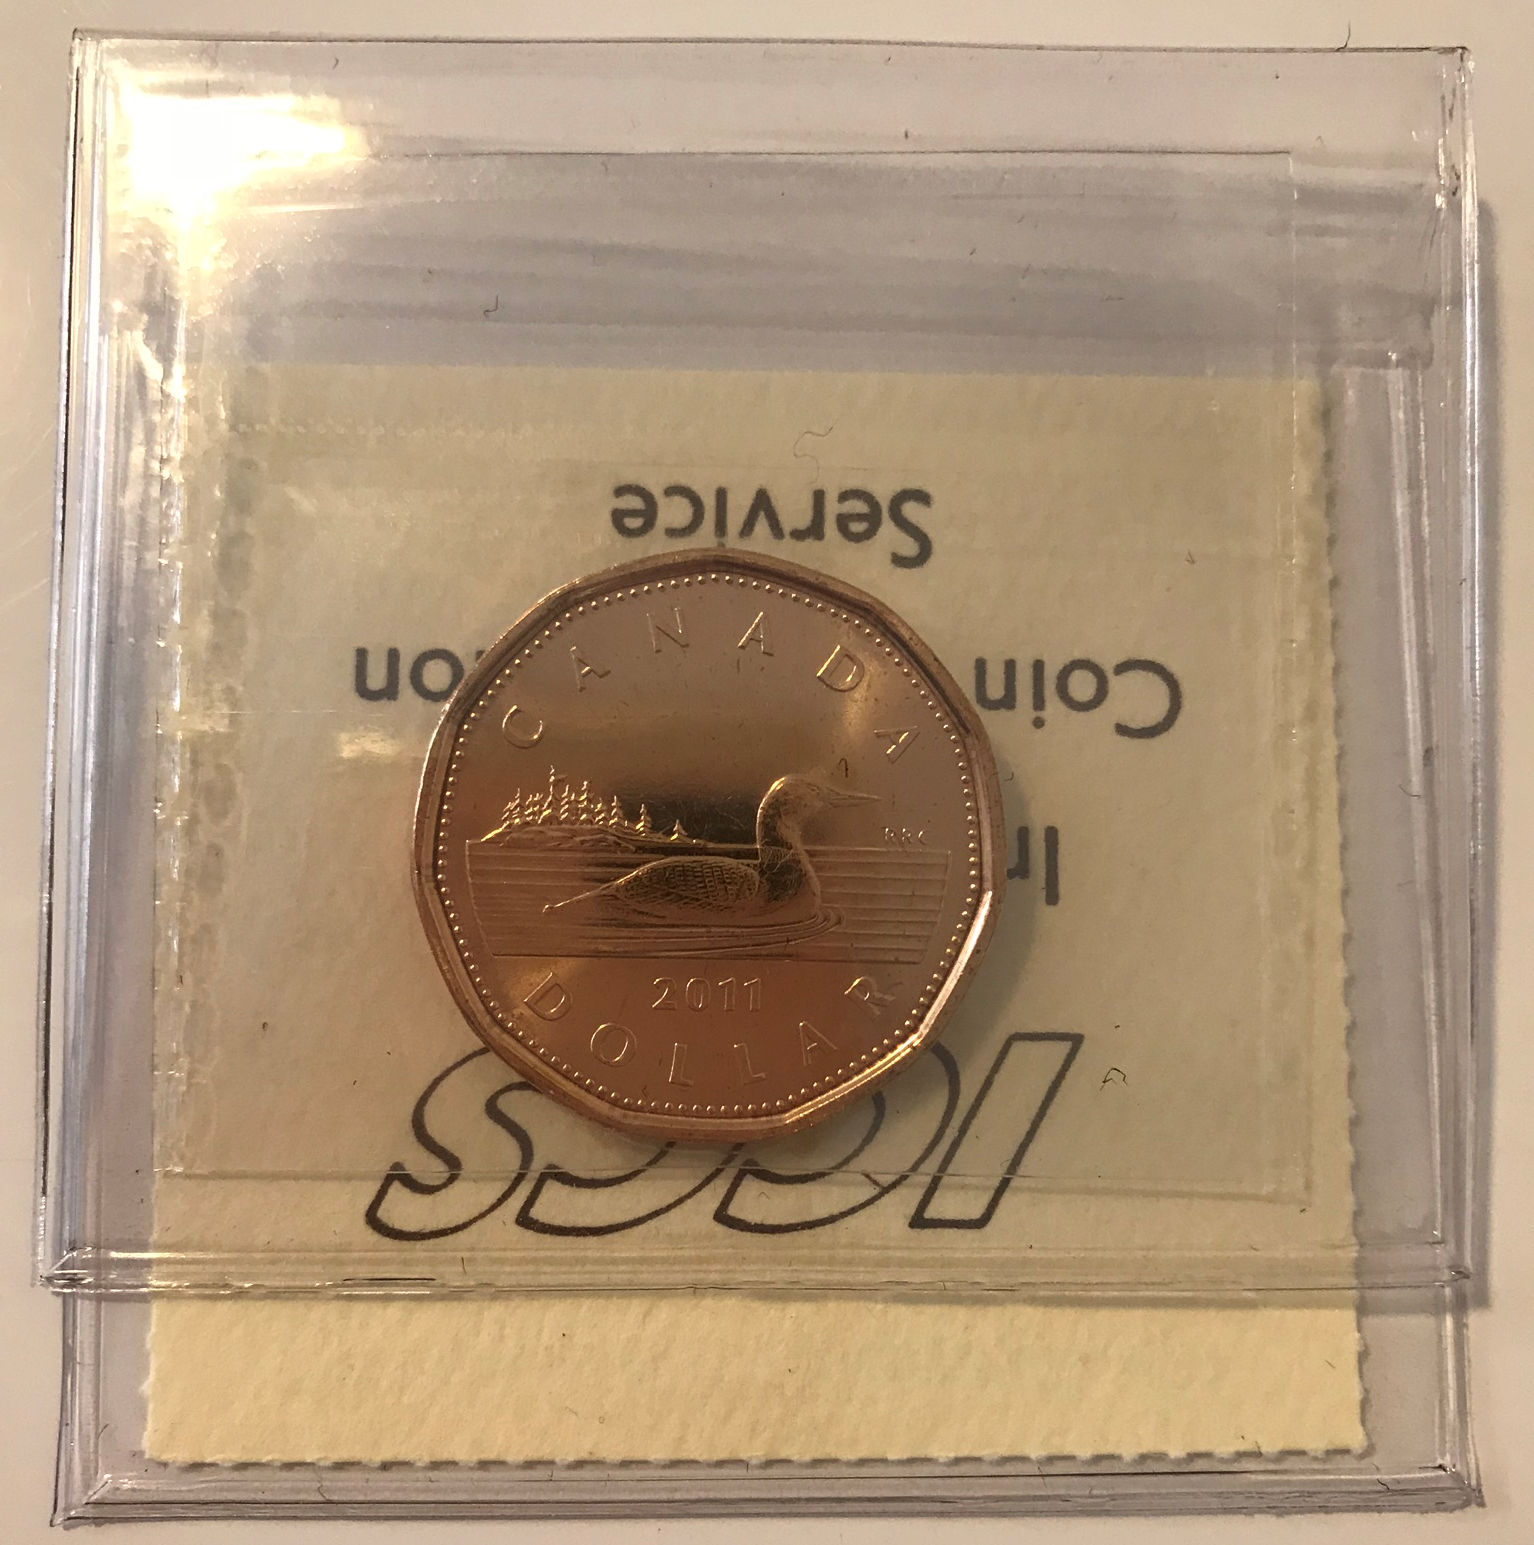 Service
Coin
ICCS
CANADA
RRC
2011
DOLLAR